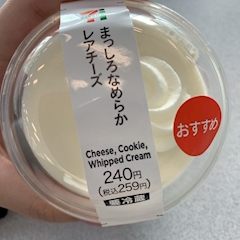 まっしろなめらか
レアチーズ
Cheese, Cookie,
Whipped Cream
240円
(税込259円)
要冷蔵
おすすめ